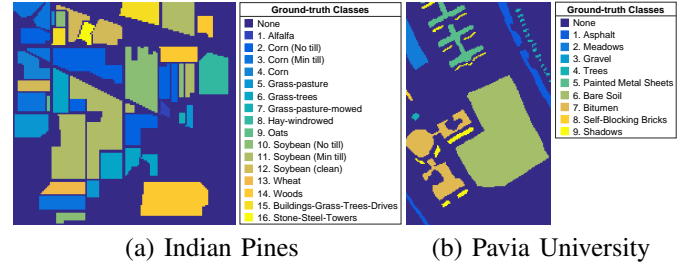 Ground-truth Classes
None
1. Alfalfa
2. Corn (No till)
3. Corn (Min till)
4. Corn
5. Grass-pasture
6. Grass-trees
7. Grass-pasture-mowed
8. Hay-windrowed
9. Oats
10. Soybean (No till)
11. Soybean (Min till)
12. Soybean (clean)
13. Wheat
14. Woods
15. Buildings-Grass-Trees-Drives
16. Stone-Steel-Towers
(a) Indian Pines
Ground-truth Classes
None
1. Asphalt
2. Meadows
3. Gravel
4. Trees
5. Painted Metal Sheets
6. Bare Soil
7. Bitumen
8. Self-Blocking Bricks
9. Shadows
(b) Pavia University